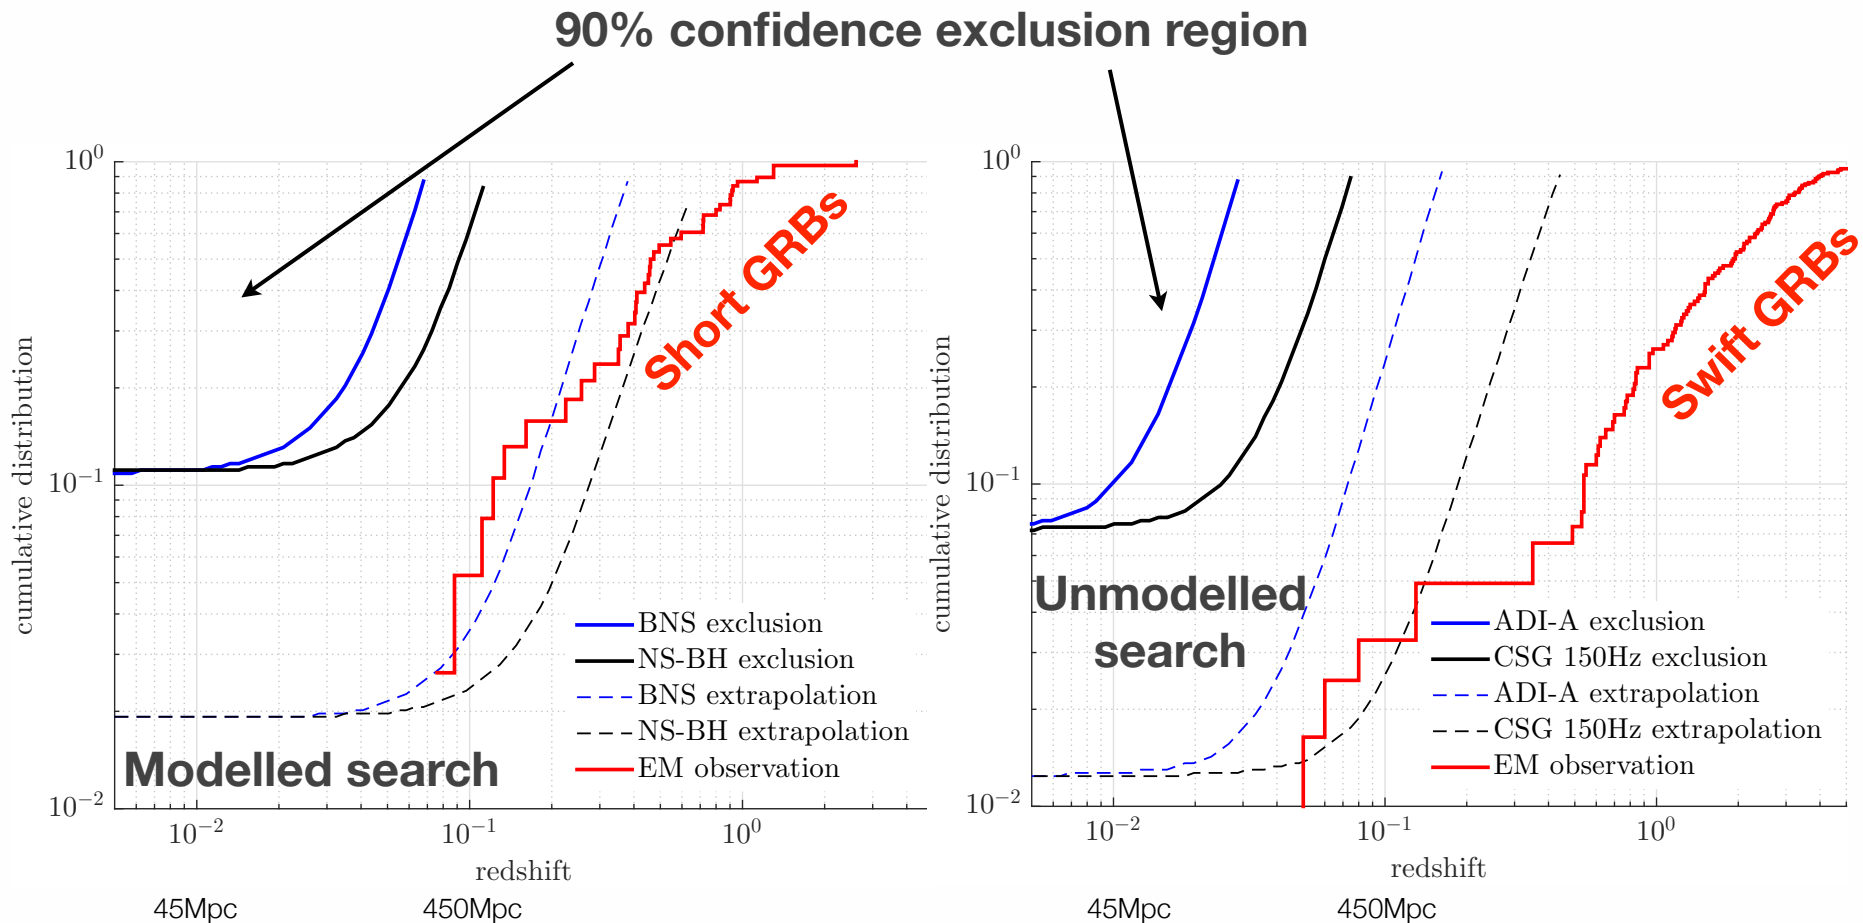 90% confidence exclusion region
10^0
10^-1
10^-2
cumulative distribution
Short GRBs
BNS exclusion
NS-BH exclusion
BNS extrapolation
NS-BH extrapolation
EM observation
Modelled search
10^-2
10^-1
10^0
redshift
45Mpc
450Mpc
10^0
10^-1
10^-2
cumulative distribution
Swift GRBs
Unmodelled
search
ADI-A exclusion
CSG 150Hz exclusion
ADI-A extrapolation
CSG 150Hz extrapolation
EM observation
10^-2
10^-1
10^0
redshift
45Mpc
450Mpc